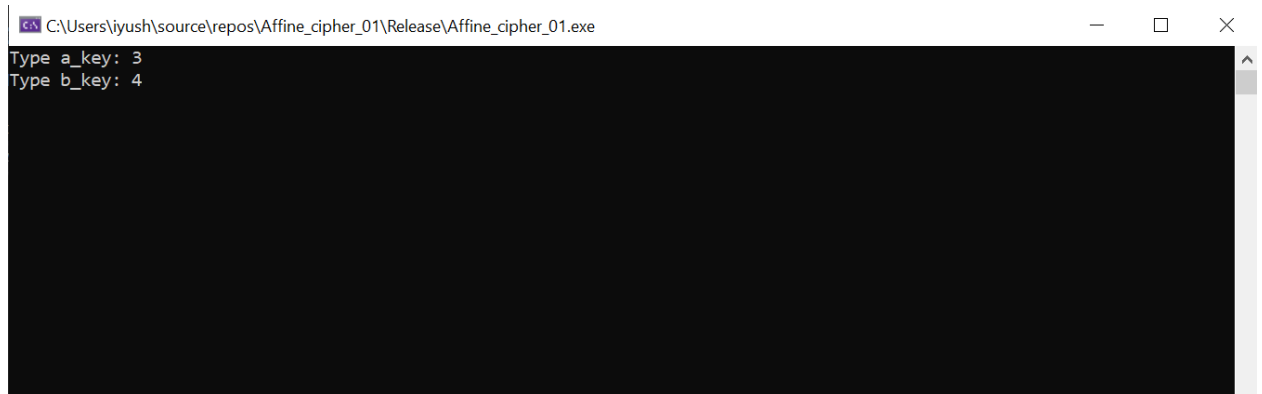 C:\Users\iyush\source\repos\Affine_cipher_01\Release\Affine_cipher_01.exe
Type a_key: 3
Type b_key: 4